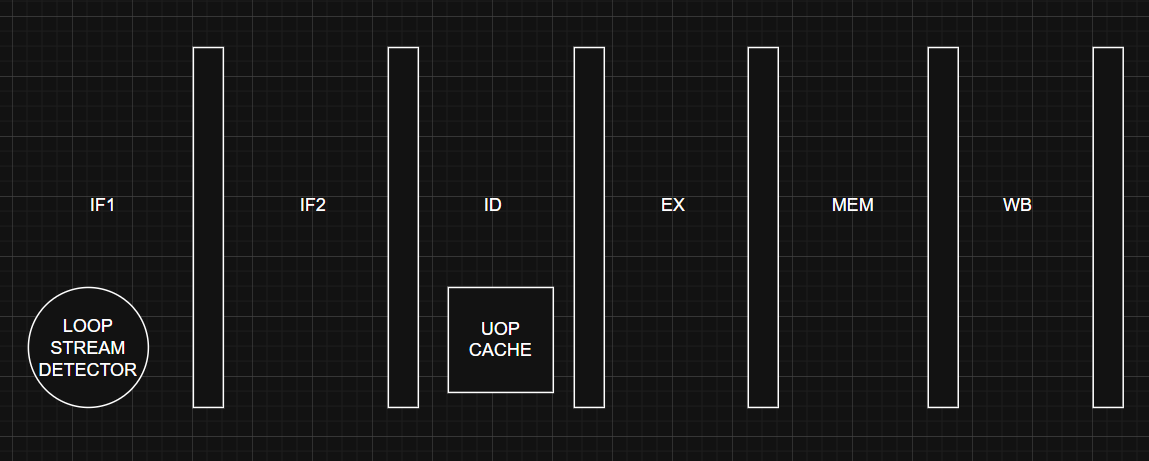 IF1
IF2
ID
EX
MEM
WB
LOOP
STREAM
DETECTOR
UOP
CACHE